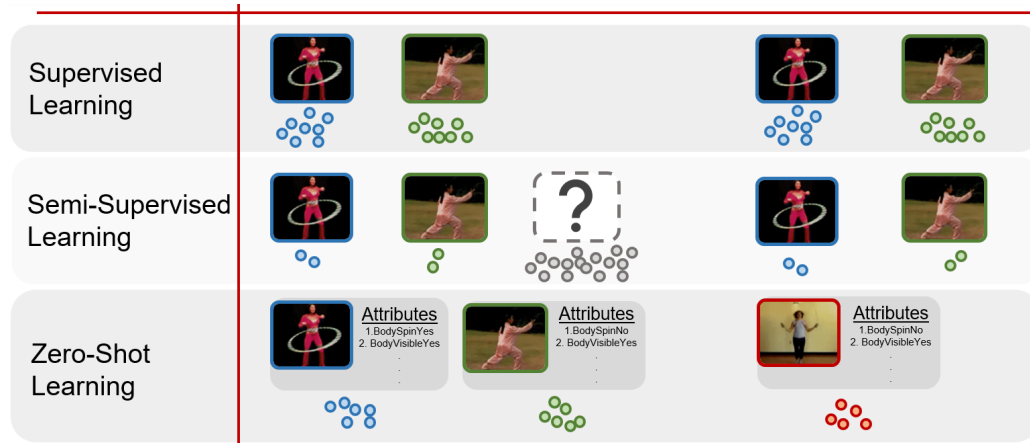 Supervised
Learning
Semi-Supervised
Learning
?
Zero-Shot
Learning
Attributes
1.BodySpinYes
2. BodyVisibleYes
.
.
.
Attributes
1.BodySpinNo
2. BodyVisibleYes
.
.
.
Attributes
1.BodySpinNo
2. BodyVisibleYes
.
.
.